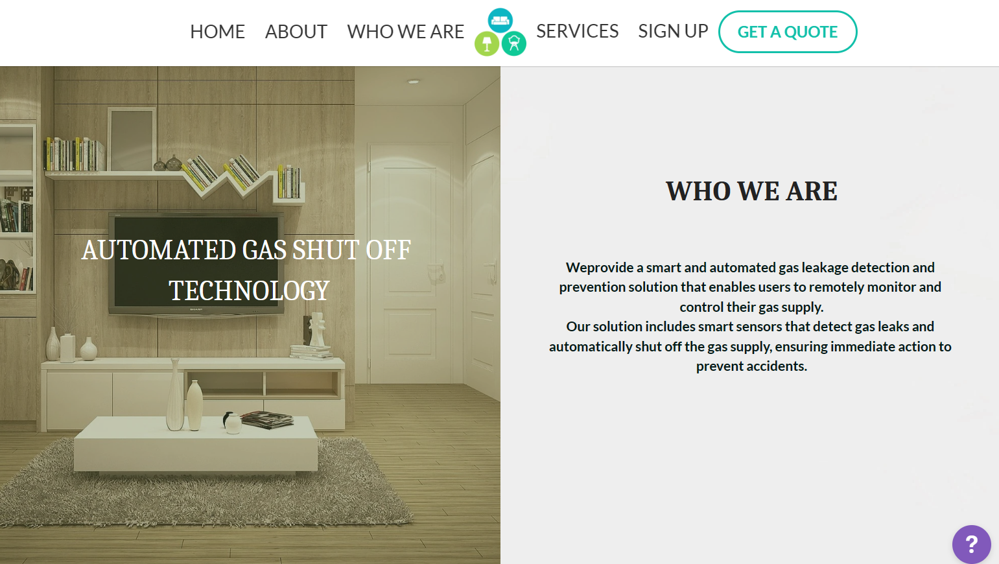 HOME ABOUT WHO WE ARE SERVICES SIGN UP GET A QUOTE
AUTOMATED GAS SHUT OFF
TECHNOLOGY
WHO WE ARE
Weprovide a smart and automated gas leakage detection and
prevention solution that enables users to remotely monitor and
control their gas supply.
Our solution includes smart sensors that detect gas leaks and
automatically shut off the gas supply, ensuring immediate action to
prevent accidents.
?